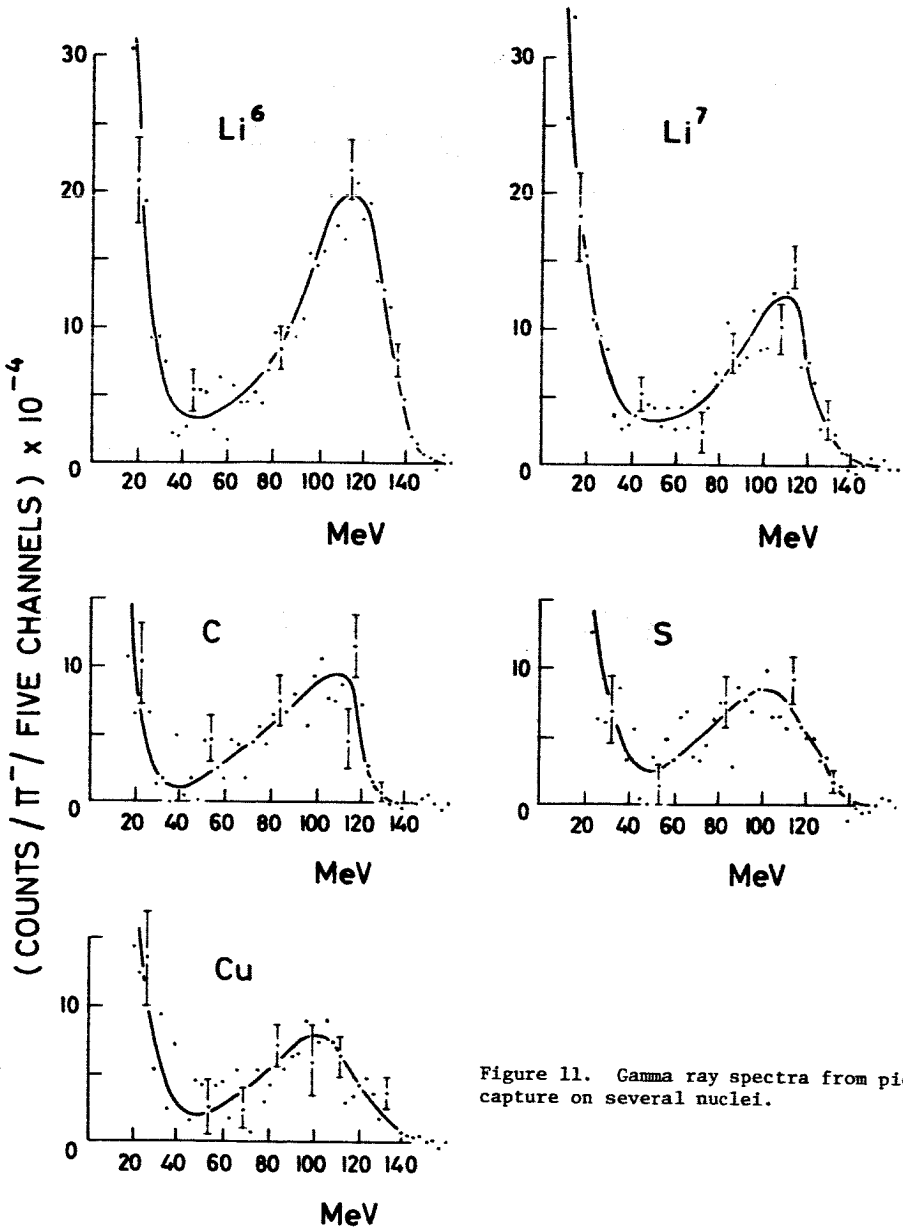 (COUNTS / π⁻ / FIVE CHANNELS) x 10⁻⁴
Li⁶
30
20
10
0
20 40 60 80 100 120 140
MeV
Li⁷
30
20
10
0
20 40 60 80 100 120 140
MeV
C
10
0
20 40 60 80 100 120 140
MeV
S
10
0
20 40 60 80 100 120
MeV
Cu
10
0
20 40 60 80 100 120 140
MeV
Figure 11. Gamma ray spectra from
capture on several nuclei.